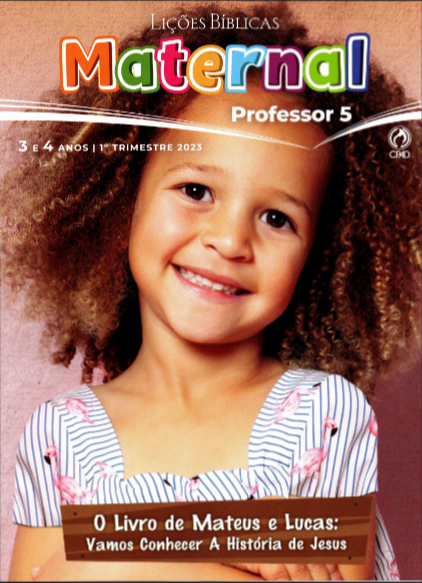 LIÇÕES BÍBLICAS
Maternal
Professor 5
3 E 4 ANOS | 1º TRIMESTRE 2023
CPAD
O Livro de Mateus e Lucas:
Vamos Conhecer A História de Jesus